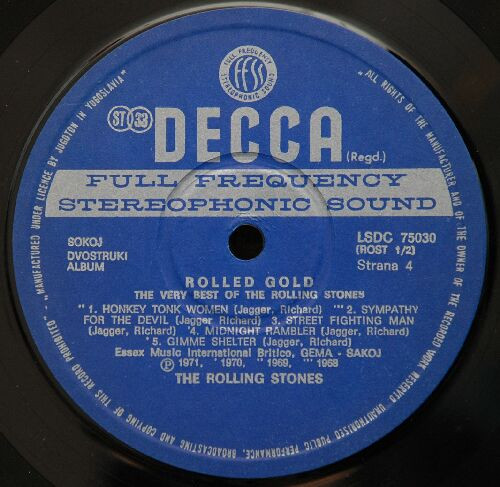 FULL FREQUENCY
FFSS
STEREOPHONIC SOUND
ST 33
DECCA
(Regd.)
FULL FREQUENCY
STEREOPHONIC SOUND
SOKOJ
DVOSTRUKI
ALBUM
LSDC 75030
(ROST 1/2)
Strana 4
ROLLED GOLD
THE VERY BEST OF THE ROLLING STONES
" 1. HONKEY TONK WOMEN (Jagger, Richard) ""' 2. SYMPATHY
FOR THE DEVIL (Jagger, Richard) 3. STREET FIGHTING MAN
(Jagger, Richard) '4. MIDNIGHT RAMBLER (Jagger, Richard)
'5. GIMME SHELTER (Jagger, Richard)
Essex Music International Britico, GEMA - SAKOJ
Ⓟ 1971, '1970, "1969, ""'1968
THE ROLLING STONES
"ALL RIGHTS OF THE MANUFACTURER AND OF THE OWNER OF THE RECORDED WORK RESERVED UNAUTHORISED PUBLIC PERFORMANCE, BROADCASTING AND COPYING OF THIS RECORD PROHIBITED" MANUFACTURED UNDER LICENCE BY JUGOTON IN YUGOSLAVIA"